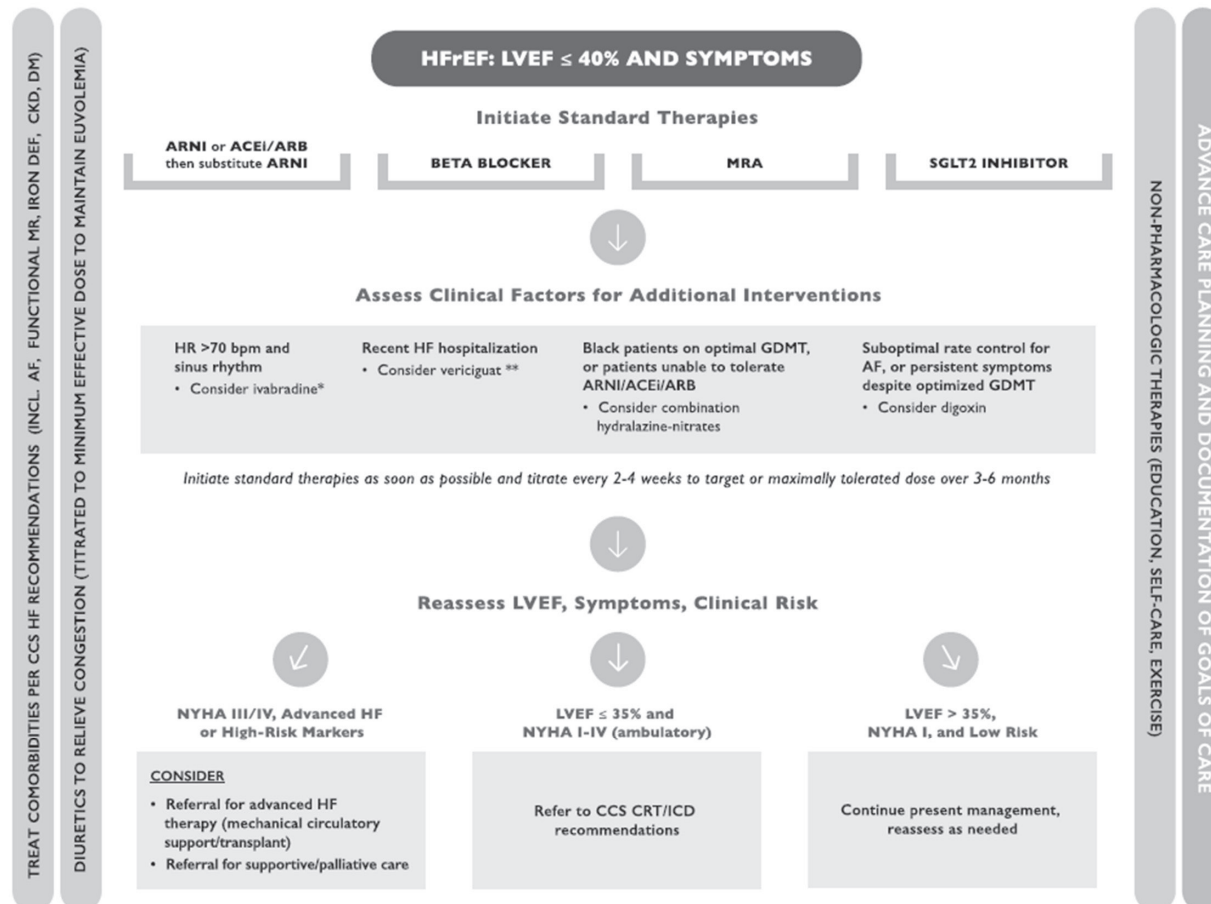 HFrEF: LVEF ≤ 40% AND SYMPTOMS
Initiate Standard Therapies
ARNI or ACEi/ARB
then substitute ARNI
BETA BLOCKER
MRA
SGLT2 INHIBITOR
Assess Clinical Factors for Additional Interventions
HR >70 bpm and
sinus rhythm
• Consider ivabradine*
Recent HF hospitalization
• Consider vericiguat **
Black patients on optimal GDMT,
or patients unable to tolerate
ARNI/ACEi/ARB
• Consider combination
hydralazine-nitrates
Suboptimal rate control for
AF, or persistent symptoms
despite optimized GDMT
• Consider digoxin
Initiate standard therapies as soon as possible and titrate every 2-4 weeks to target or maximally tolerated dose over 3-6 months
Reassess LVEF, Symptoms, Clinical Risk
NYHA III/IV, Advanced HF
or High-Risk Markers
CONSIDER
• Referral for advanced HF
therapy (mechanical circulatory
support/transplant)
• Referral for supportive/palliative care
LVEF ≤ 35% and
NYHA I-IV (ambulatory)
Refer to CCS CRT/ICD
recommendations
LVEF > 35%,
NYHA I, and Low Risk
Continue present management,
reassess as needed
TREAT COMORBIDITIES PER CCS HF RECOMMENDATIONS (INCL. AF, FUNCTIONAL MR, IRON DEF, CKD, DM)
DIURETICS TO RELIEVE CONGESTION (TITRATED TO MINIMUM EFFECTIVE DOSE TO MAINTAIN EUVOLEMIA)
NON-PHARMACOLOGIC THERAPIES (EDUCATION, SELF-CARE, EXERCISE)
ADVANCE CARE PLANNING AND DOCUMENTATION OF GOALS OF CARE